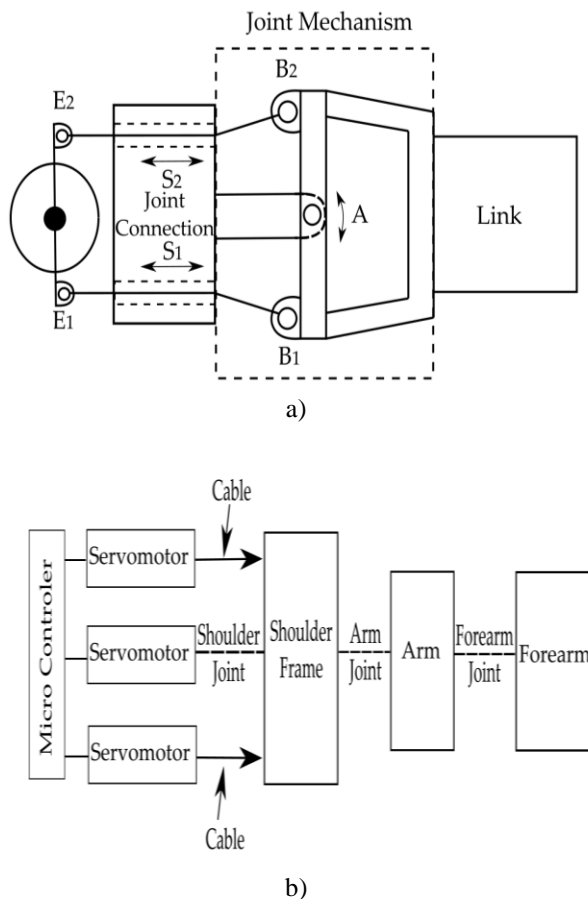 Joint Mechanism
E2
B2
S2
Joint
Connection
S1
A
Link
E1
B1
a)
Cable
Micro Controler
Servomotor
Servomotor
Servomotor
Shoulder
Joint
Shoulder
Frame
Arm
Joint
Arm
Forearm
Joint
Forearm
Cable
b)